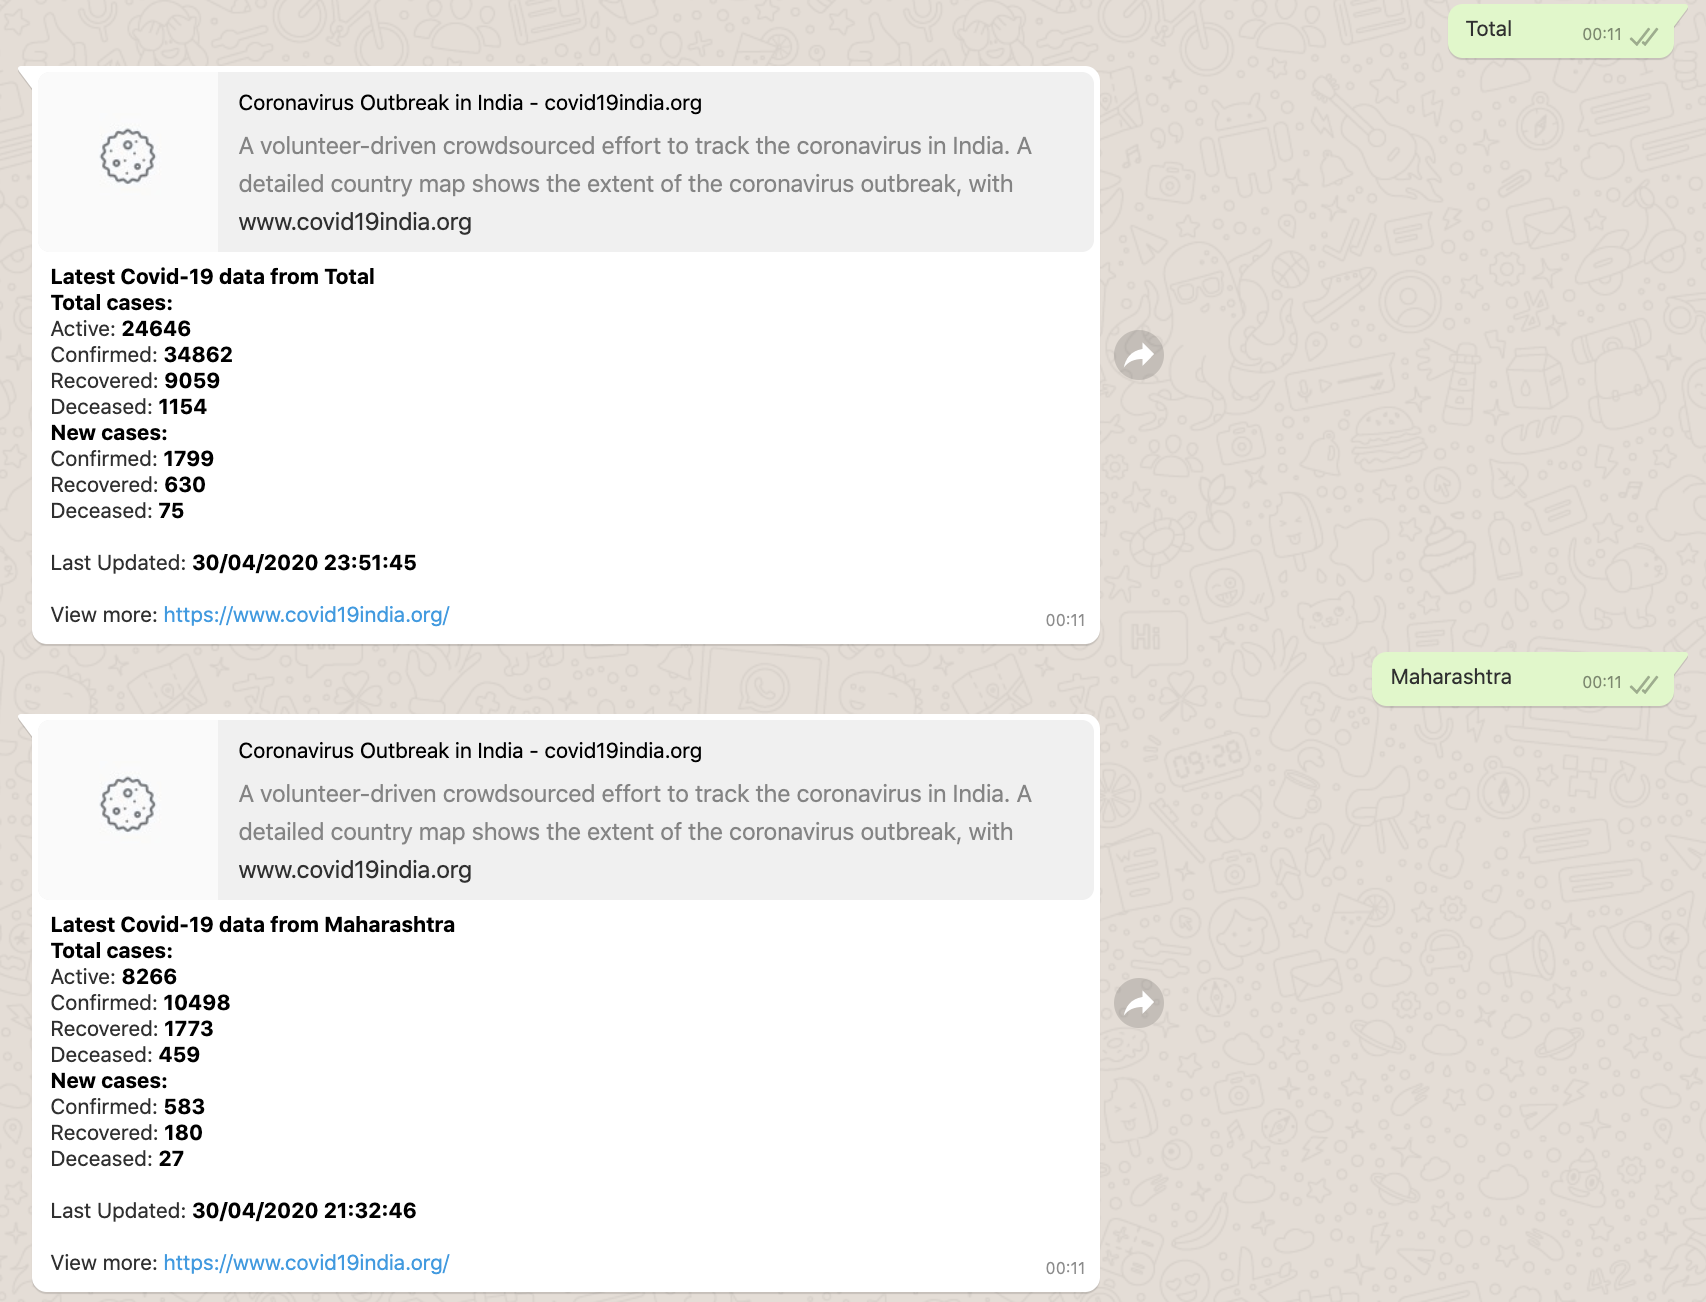 Total 00:11
Coronavirus Outbreak in India - covid19india.org
A volunteer-driven crowdsourced effort to track the coronavirus in India. A
detailed country map shows the extent of the coronavirus outbreak, with
www.covid19india.org
Latest Covid-19 data from Total
Total cases:
Active: 24646
Confirmed: 34862
Recovered: 9059
Deceased: 1154
New cases:
Confirmed: 1799
Recovered: 630
Deceased: 75
Last Updated: 30/04/2020 23:51:45
View more: https://www.covid19india.org/ 00:11
Maharashtra 00:11
Coronavirus Outbreak in India - covid19india.org
A volunteer-driven crowdsourced effort to track the coronavirus in India. A
detailed country map shows the extent of the coronavirus outbreak, with
www.covid19india.org
Latest Covid-19 data from Maharashtra
Total cases:
Active: 8266
Confirmed: 10498
Recovered: 1773
Deceased: 459
New cases:
Confirmed: 583
Recovered: 180
Deceased: 27
Last Updated: 30/04/2020 21:32:46
View more: https://www.covid19india.org/ 00:11
Hi
09:28
42